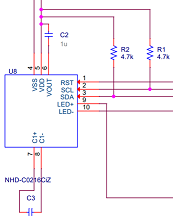 C2
1u
R2
4.7k
R1
4.7k
4 5 6
U8
VSS
VDD
VOUT
RST 1
SCL 2
SDA 3
LED+ 9
LED- 10
C1+
C1-
7 8
NHD-C0216CiZ
C3